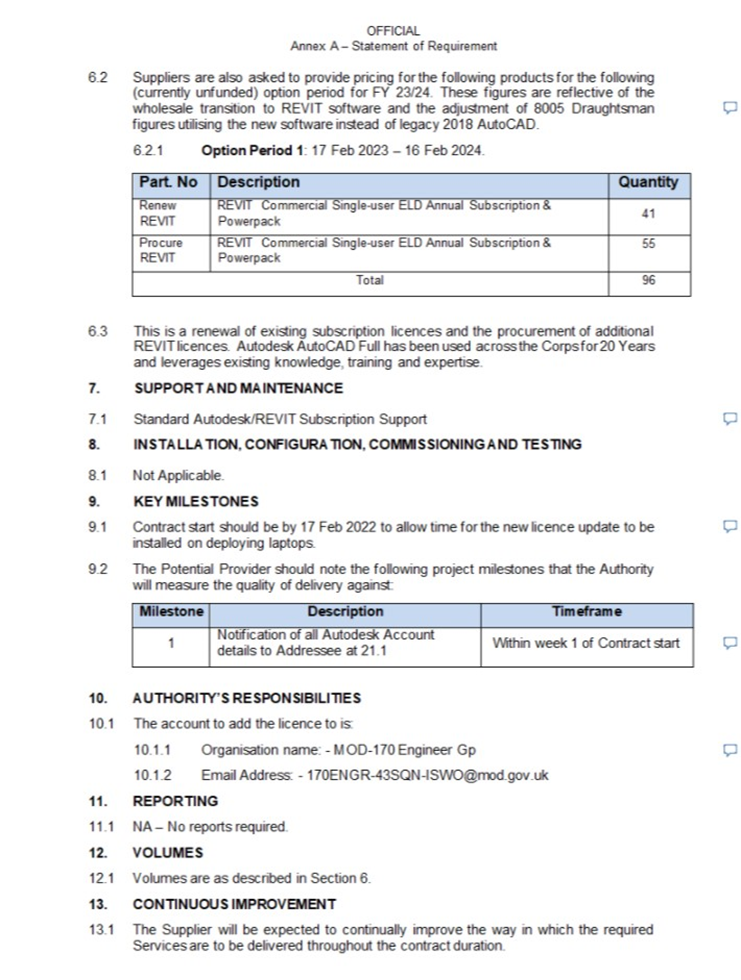 OFFICIAL
Annex A – Statement of Requirement
6.2 Suppliers are also asked to provide pricing for the following products for the following
(currently unfunded) option period for FY 23/24. These figures are reflective of the
wholesale transition to REVIT software and the adjustment of 8005 Draughtsman
figures utilising the new software instead of legacy 2018 AutoCAD.
6.2.1 Option Period 1: 17 Feb 2023 – 16 Feb 2024.
Part. No Description Quantity
Renew REVIT Commercial Single-user ELD Annual Subscription &
REVIT Powerpack 41
Procure REVIT Commercial Single-user ELD Annual Subscription & 55
REVIT Powerpack
Total 96
6.3 This is a renewal of existing subscription licences and the procurement of additional
REVIT licences. Autodesk AutoCAD Full has been used across the Corps for 20 Years
and leverages existing knowledge, training and expertise.
7. SUPPORT AND MAINTENANCE
7.1 Standard Autodesk/REVIT Subscription Support
8. INSTALLATION, CONFIGURATION, COMMISSIONING AND TESTING
8.1 Not Applicable.
9. KEY MILESTONES
9.1 Contract start should be by 17 Feb 2022 to allow time for the new licence update to be
installed on deploying laptops.
9.2 The Potential Provider should note the following project milestones that the Authority
will measure the quality of delivery against:
Milestone Description Timeframe
1 Notification of all Autodesk Account
details to Addressee at 21.1 Within week 1 of Contract start
10. AUTHORITY'S RESPONSIBILITIES
10.1 The account to add the licence to is:
10.1.1 Organisation name: - MOD-170 Engineer Gp
10.1.2 Email Address: - 170ENGR-43SQN-ISWO@mod.gov.uk
11. REPORTING
11.1 NA – No reports required.
12. VOLUMES
12.1 Volumes are as described in Section 6.
13. CONTINUOUS IMPROVEMENT
13.1 The Supplier will be expected to continually improve the way in which the required
Services are to be delivered throughout the contract duration.